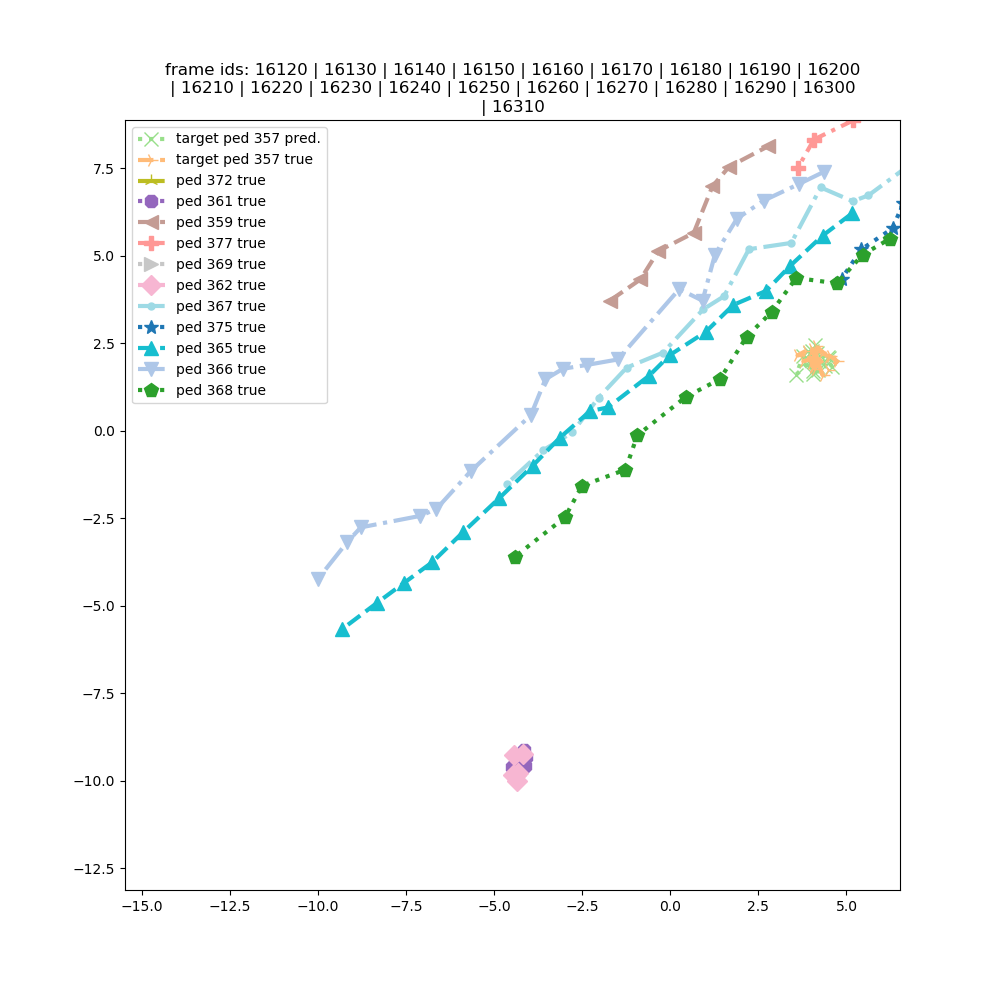 frame ids: 16120 | 16130 | 16140 | 16150 | 16160 | 16170 | 16180 | 16190 | 16200
| 16210 | 16220 | 16230 | 16240 | 16250 | 16260 | 16270 | 16280 | 16290 | 16300
| 16310
target ped 357 pred.
target ped 357 true
ped 372 true
ped 361 true
ped 359 true
ped 377 true
ped 369 true
ped 362 true
ped 367 true
ped 375 true
ped 365 true
ped 366 true
ped 368 true
7.5
5.0
2.5
0.0
−2.5
−5.0
−7.5
−10.0
−12.5
−15.0 −12.5 −10.0 −7.5 −5.0 −2.5 0.0 2.5 5.0